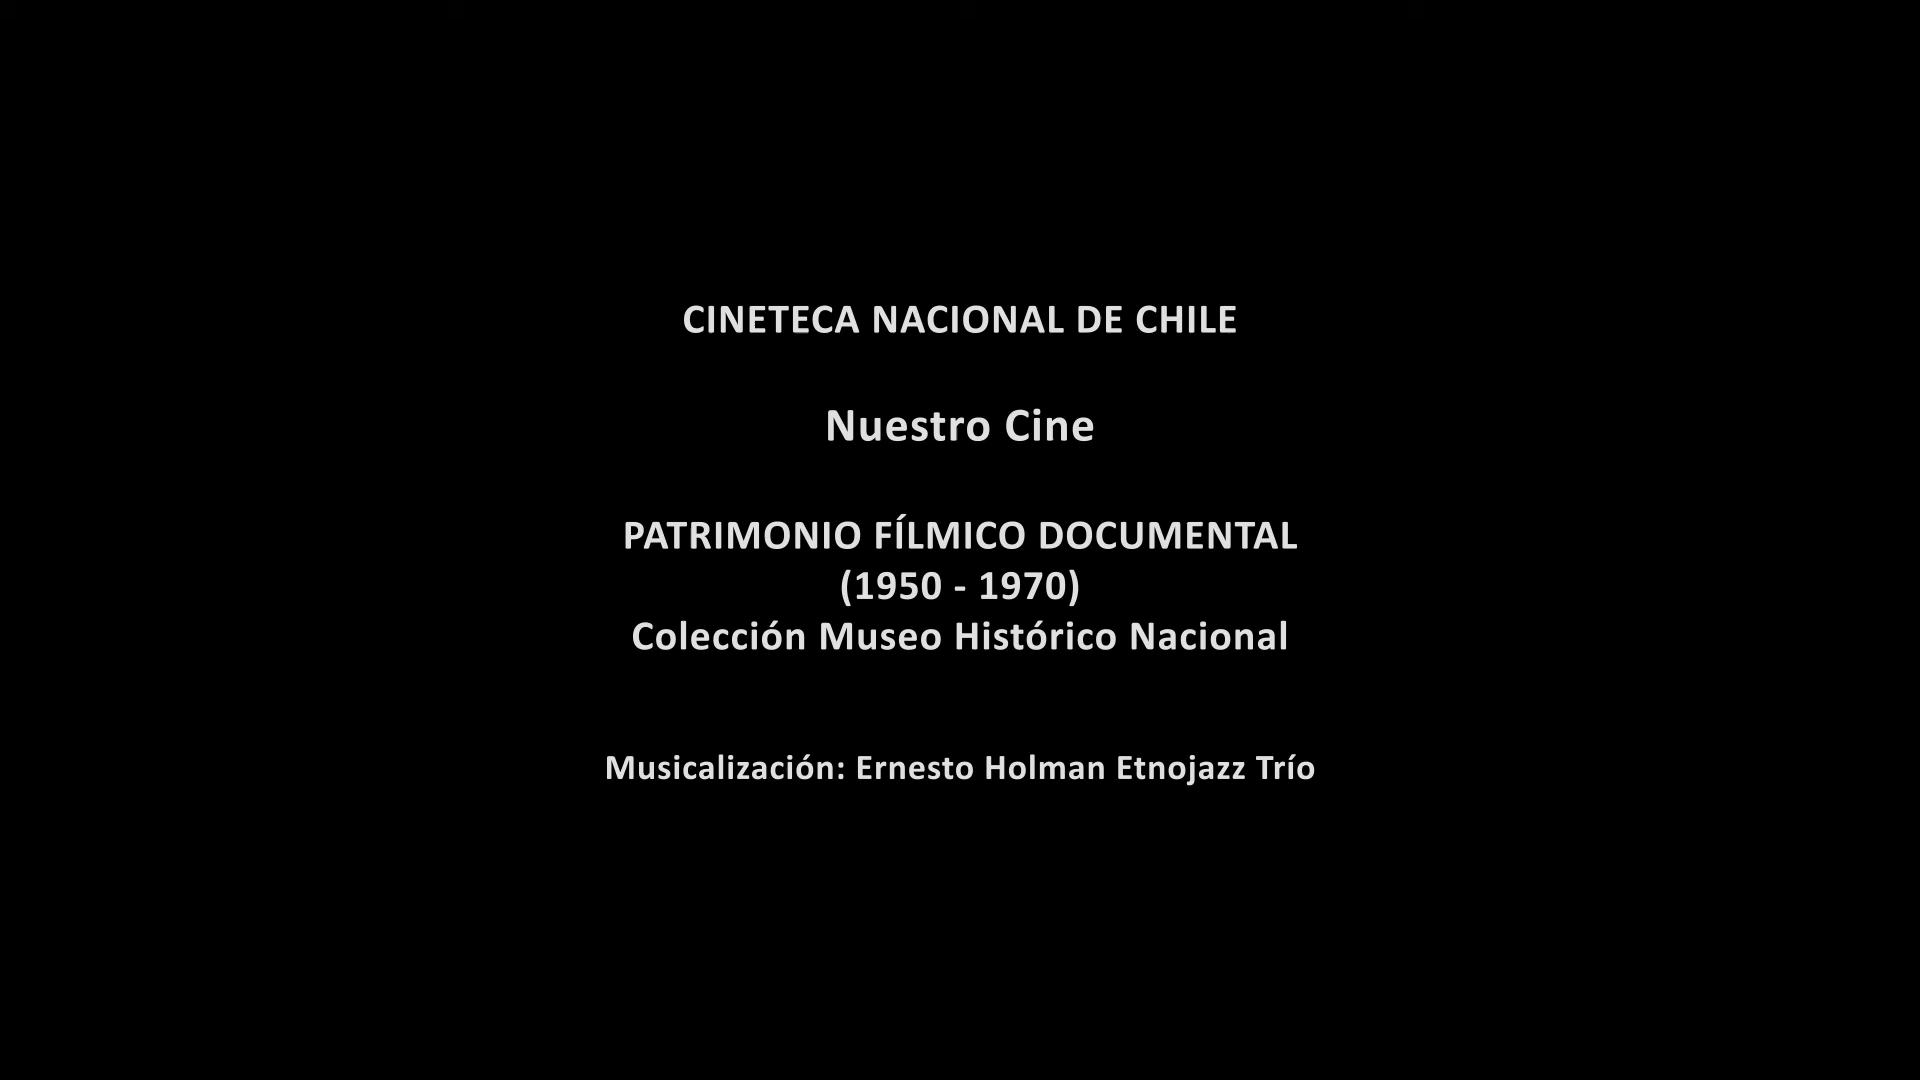 CINETECA NACIONAL DE CHILE
Nuestro Cine
PATRIMONIO FÍLMICO DOCUMENTAL
(1950 - 1970)
Colección Museo Histórico Nacional
Musicalización: Ernesto Holman Etnojazz Trío